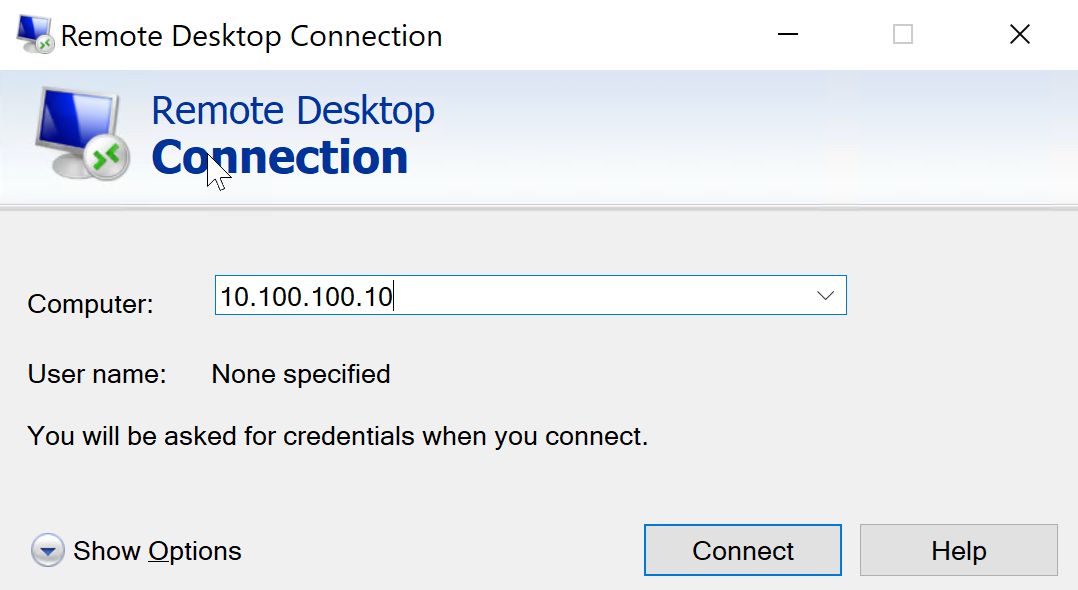 Remote Desktop Connection
Remote Desktop
Connection
Computer:
10.100.100.10
User name:
None specified
You will be asked for credentials when you connect.
Show Options
Connect
Help